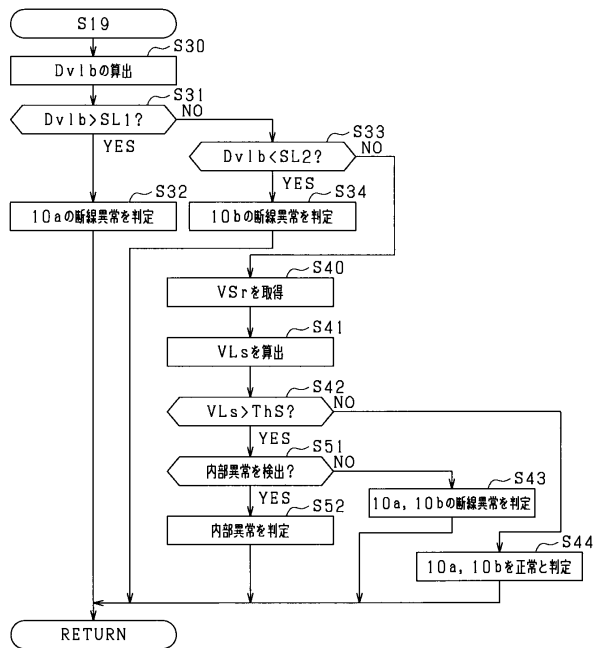 S19
S30
Dvlbの算出
S31
Dvlb>SL1?
NO
YES
S33
Dvlb<SL2?
NO
YES
S32
10aの断線異常を判定
S34
10bの断線異常を判定
S40
VSrを取得
S41
VLsを算出
S42
VLs>ThS?
NO
YES
S51
内部異常を検出?
NO
YES
S43
10a, 10bの断線異常を判定
S52
内部異常を判定
S44
10a, 10bを正常と判定
RETURN